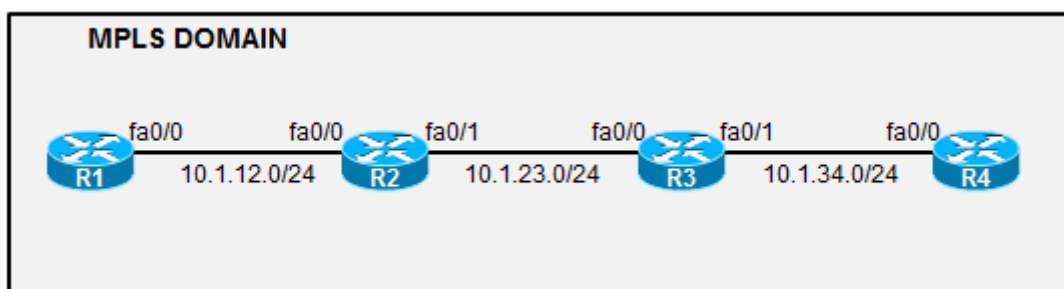 MPLS DOMAIN
fa0/0 fa0/0 fa0/1 fa0/0 fa0/1 fa0/0
R1 10.1.12.0/24 R2 10.1.23.0/24 R3 10.1.34.0/24 R4